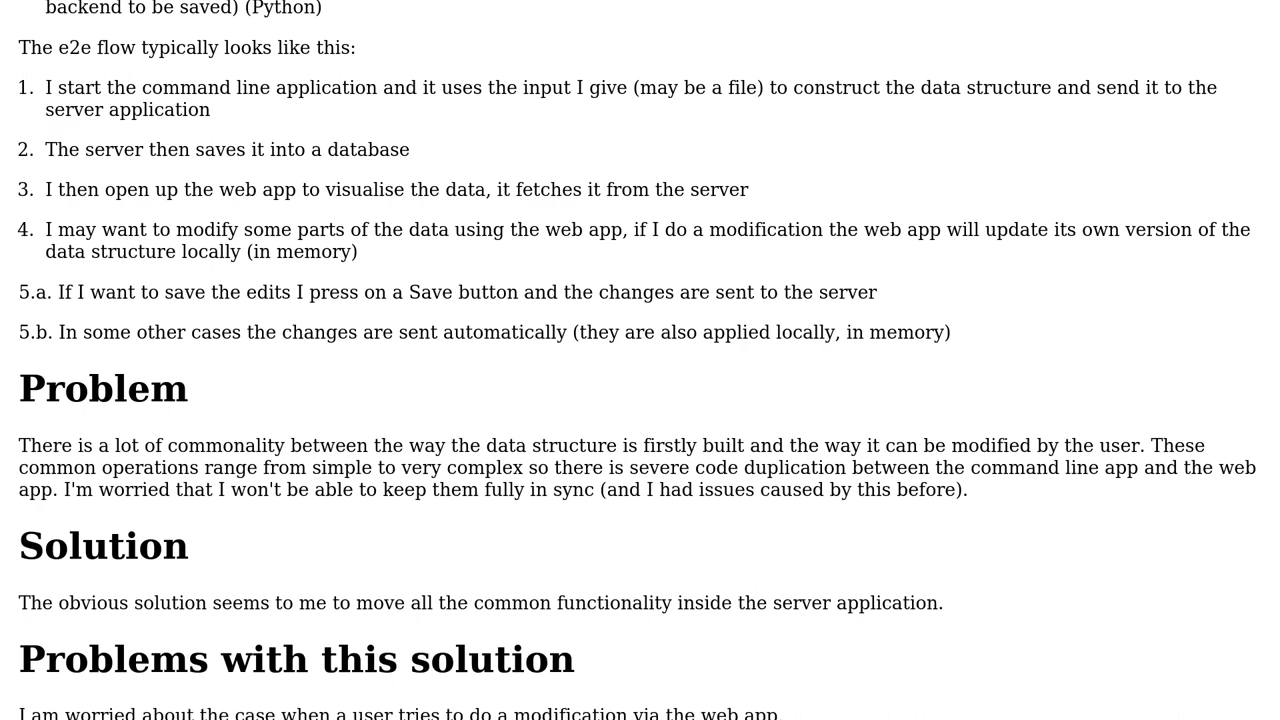 backend to be saved) (Python)
The e2e flow typically looks like this:
1. I start the command line application and it uses the input I give (may be a file) to construct the data structure and send it to the
server application
2. The server then saves it into a database
3. I then open up the web app to visualise the data, it fetches it from the server
4. I may want to modify some parts of the data using the web app, if I do a modification the web app will update its own version of the
data structure locally (in memory)
5.a. If I want to save the edits I press on a Save button and the changes are sent to the server
5.b. In some other cases the changes are sent automatically (they are also applied locally, in memory)
Problem
There is a lot of commonality between the way the data structure is firstly built and the way it can be modified by the user. These
common operations range from simple to very complex so there is severe code duplication between the command line app and the web
app. I'm worried that I won't be able to keep them fully in sync (and I had issues caused by this before).
Solution
The obvious solution seems to me to move all the common functionality inside the server application.
Problems with this solution
I am worried about the case when a user tries to do a modification via the web app.